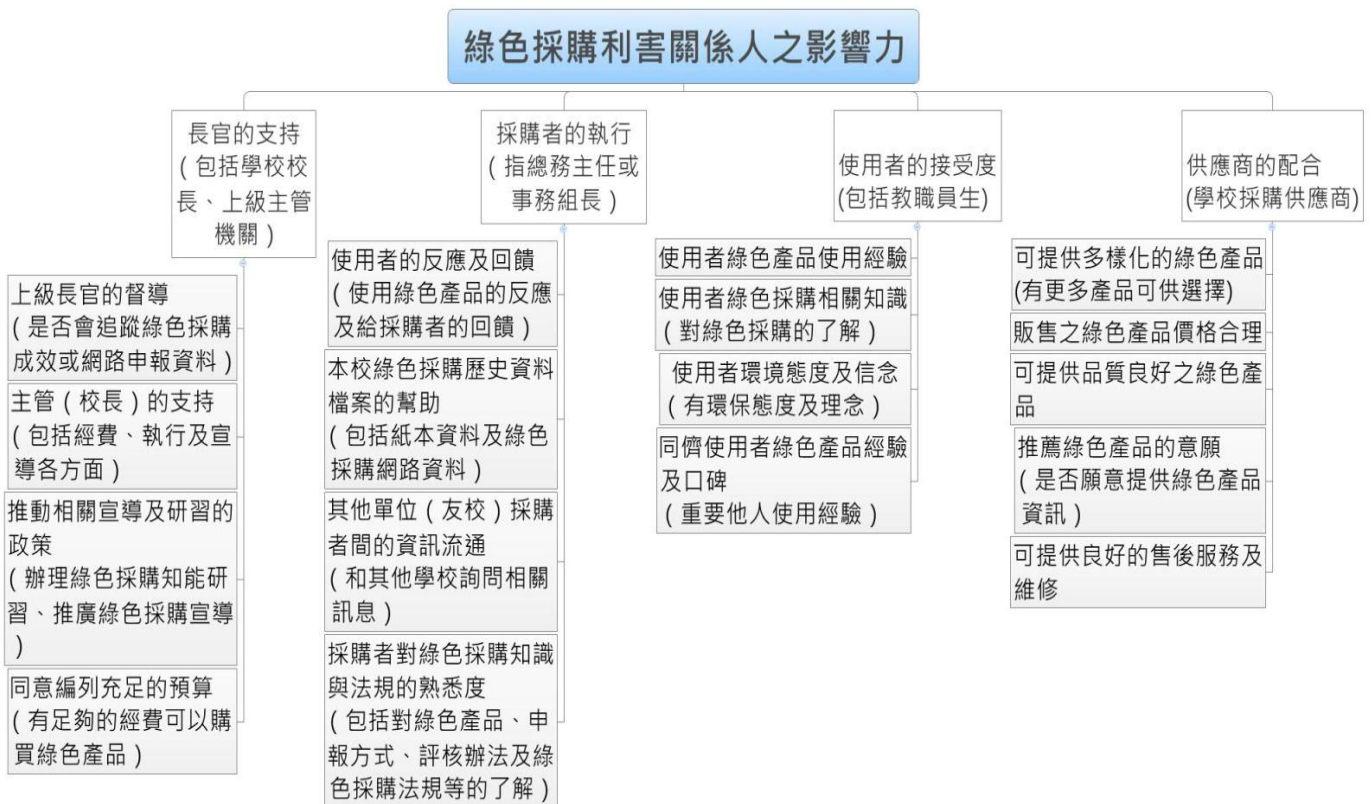 綠色採購利害關係人之影響力
長官的支持
(包括學校校
長、上級主管
機關)
上級長官的督導
(是否會追蹤綠色採購
成效或網路申報資料)
主管(校長)的支持
(包括經費、執行及宣
導各方面)
推動相關宣導及研習的
政策
(辦理綠色採購知能研
習、推廣綠色採購宣導
)
同意編列充足的預算
(有足夠的經費可以購
買綠色產品)
採購者的執行
(指總務主任或
事務組長)
使用者的反應及回饋
(使用綠色產品的反應
及給採購者的回饋)
本校綠色採購歷史資料
檔案的幫助
(包括紙本資料及綠色
採購網路資料)
其他單位(友校)採購
者間的資訊流通
(和其他學校詢問相關
訊息)
採購者對綠色採購知識
與法規的熟悉度
(包括對綠色產品、申
報方式、評核辦法及綠
色採購法規等的了解)
使用者的接受度
(包括教職員生)
使用者綠色產品使用經驗
使用者綠色採購相關知識
(對綠色採購的了解)
使用者環境態度及信念
(有環保態度及理念)
同儕使用者綠色產品經驗
及口碑
(重要他人使用經驗)
供應商的配合
(學校採購供應商)
可提供多樣化的綠色產品
(有更多產品可供選擇)
販售之綠色產品價格合理
可提供品質良好之綠色產
品
推薦綠色產品的意願
(是否願意提供綠色產品
資訊)
可提供良好的售後服務及
維修